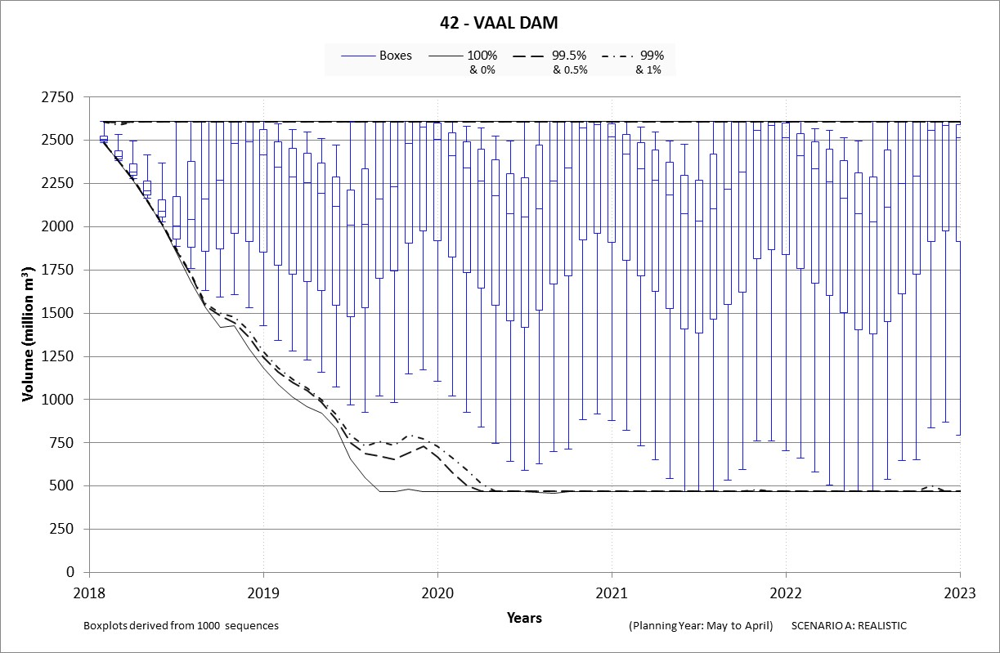 42 - VAAL DAM
Boxes 100% 99.5% 99%
& 0% & 0.5% & 1%
2750
2500
2250
2000
1750
1500
1250
1000
750
500
250
0
Volume (million m³)
2018 2019 2020 2021 2022 2023
Years
Boxplots derived from 1000 sequences (Planning Year: May to April) SCENARIO A: REALISTIC